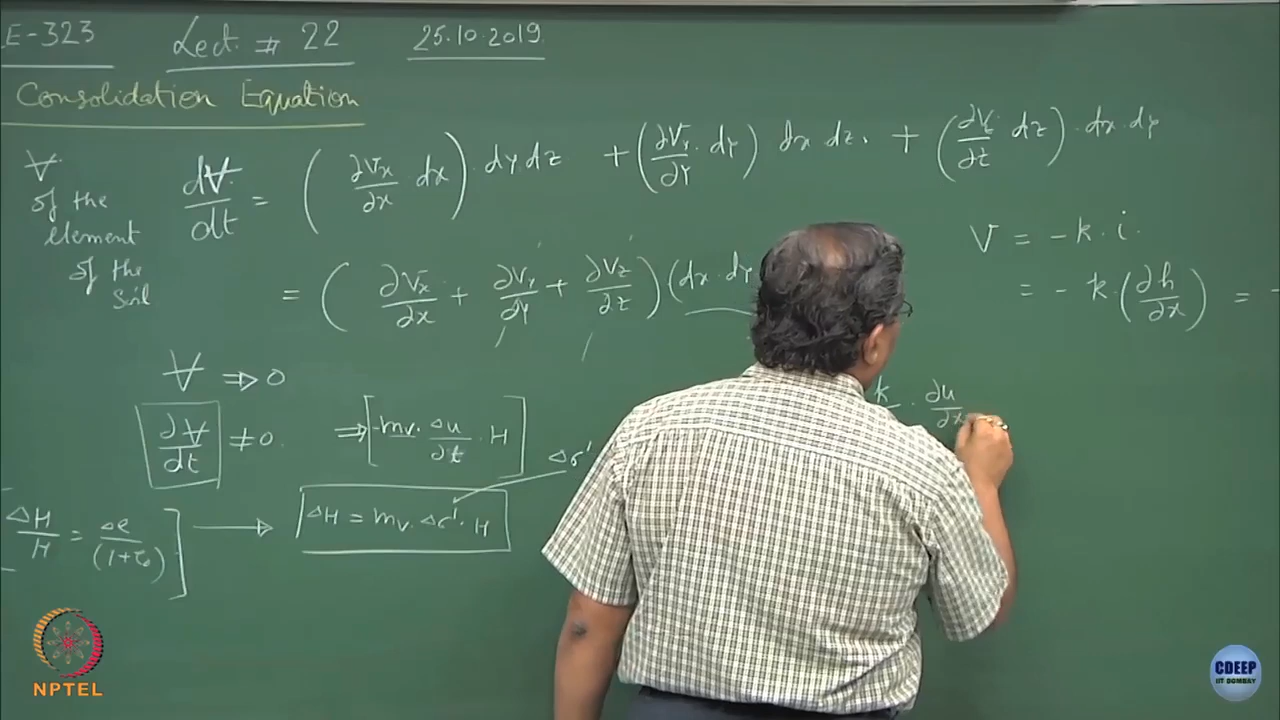 E-323 Lect. # 22 25.10.2019.
Consolidation Equation
V̶ of the element of the soil
dV̶/dt = (∂Vx/∂x dx) · dy dz + (∂Vy/∂y · dy) dx dz. + (∂Vz/∂z dz) · dx dy
= (∂Vx/∂x + ∂Vy/∂y + ∂Vz/∂z)(dx · dy
V = -k · i.
= - k · (∂h/∂x) = -
V̶ ⇒ 0
∂V̶/dt ≠ 0. ⇒ [-mv · Δu/∂t · H]
k · ∂u/∂x
Δσ'
ΔH/H = Δe/(1+e₀)] → ΔH = mv · Δσ' · H
NPTEL
CDEEP
IIT BOMBAY